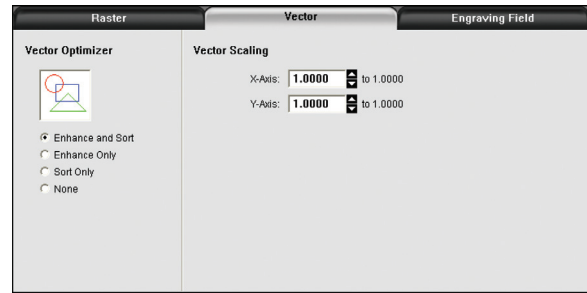 Raster Vector Engraving Field
Vector Optimizer
Enhance and Sort
Enhance Only
Sort Only
None
Vector Scaling
X-Axis: 1.0000 to 1.0000
Y-Axis: 1.0000 to 1.0000